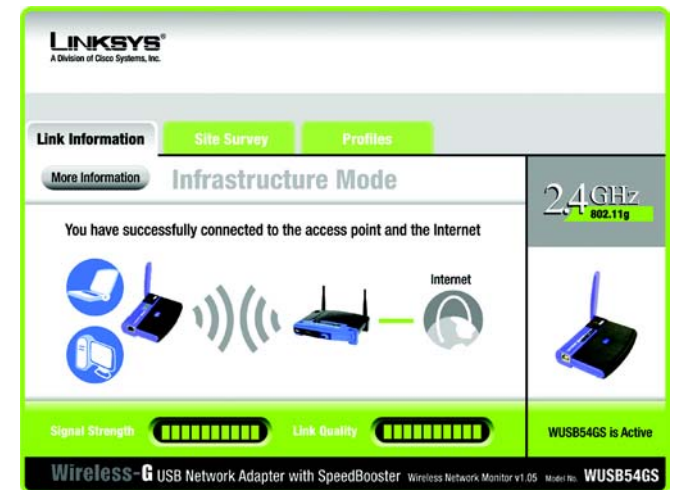 LINKSYS®
A Division of Cisco Systems, Inc.
Link Information Site Survey Profiles
More Information Infrastructure Mode
2.4GHz
802.11g
You have successfully connected to the access point and the Internet
Internet
Signal Strength Link Quality WUSB54GS is Active
Wireless-G USB Network Adapter with SpeedBooster Wireless Network Monitor v1.05 Model No. WUSB54GS